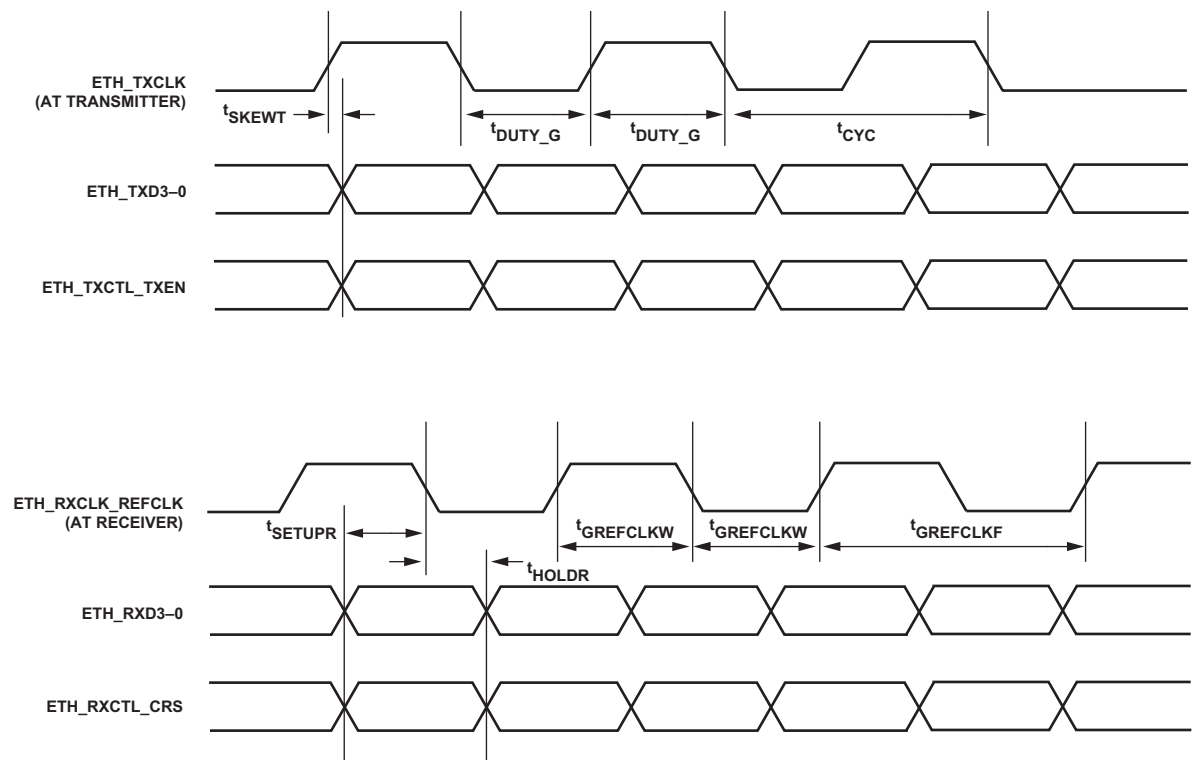 ETH_TXCLK
(AT TRANSMITTER)
tSKEWT
tDUTY_G
tDUTY_G
tCYC
ETH_TXD3–0
ETH_TXCTL_TXEN
ETH_RXCLK_REFCLK
(AT RECEIVER)
tSETUPR
tGREFCLKW
tGREFCLKW
tGREFCLKF
tHOLDR
ETH_RXD3–0
ETH_RXCTL_CRS